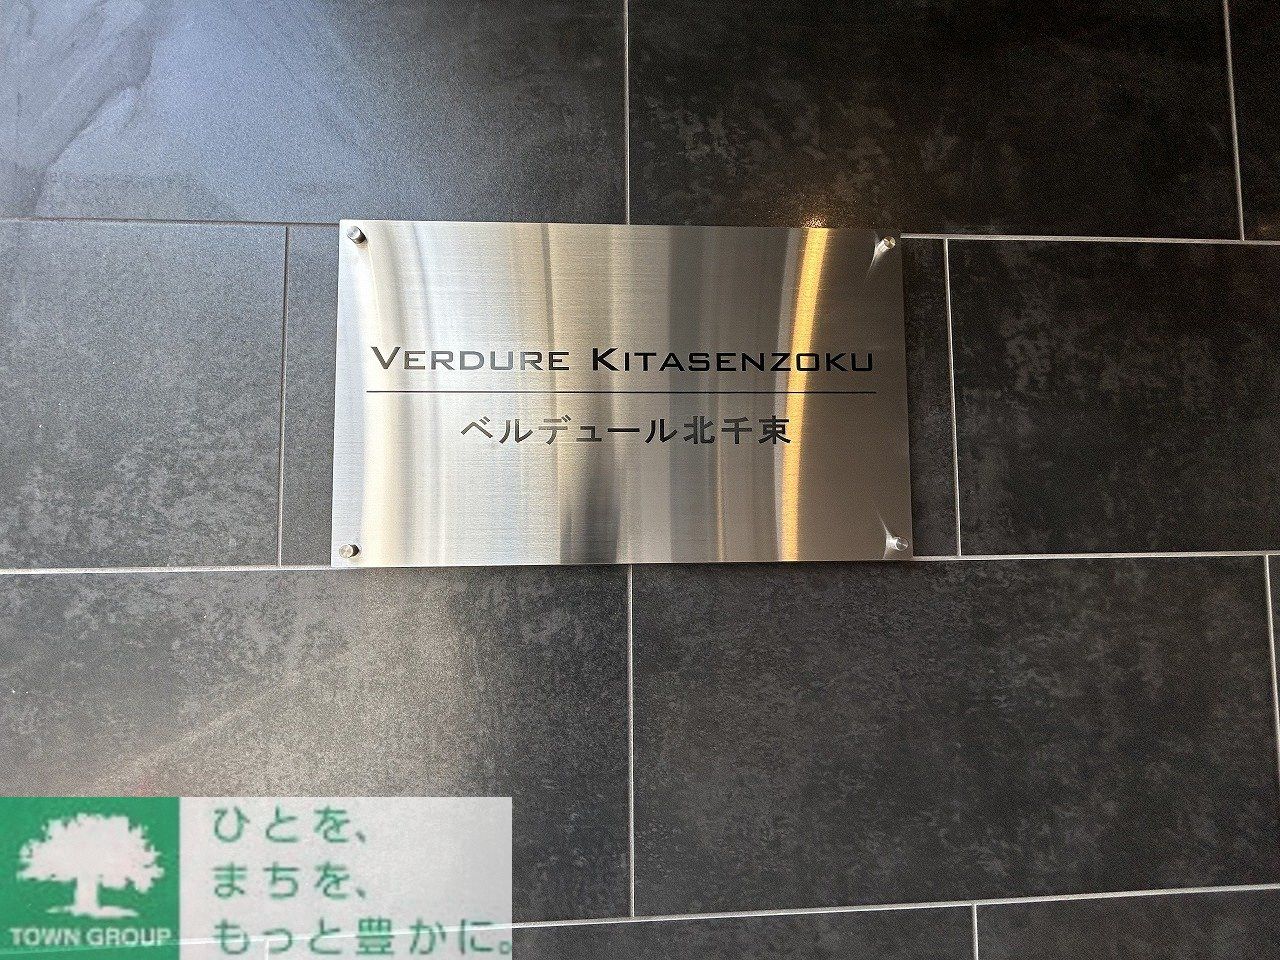 VERDURE KITASENZOKU
ベルデュール北千束
ひとを、
まちを、
もっと豊かに。
TOWN GROUP